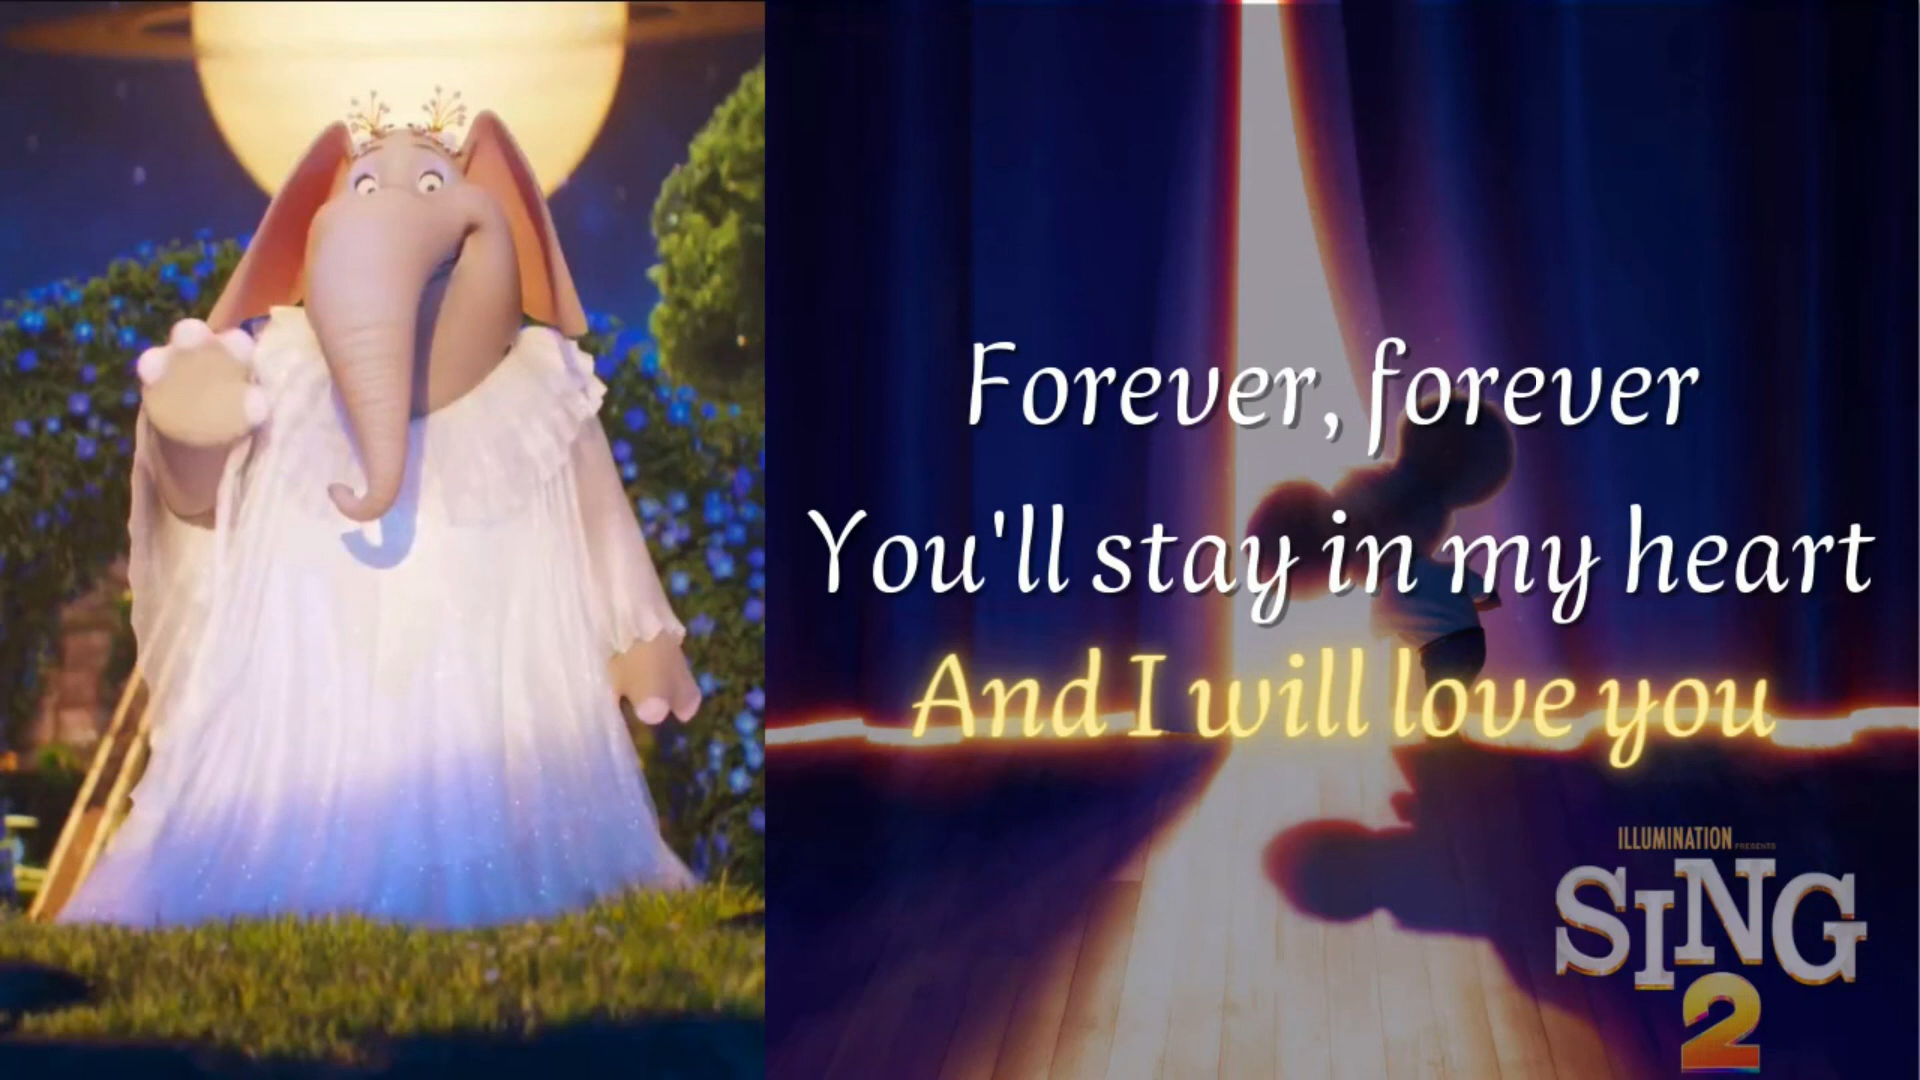 Forever, forever
You'll stay in my heart
And I will love you
ILLUMINATION PRESENTS
SING
2